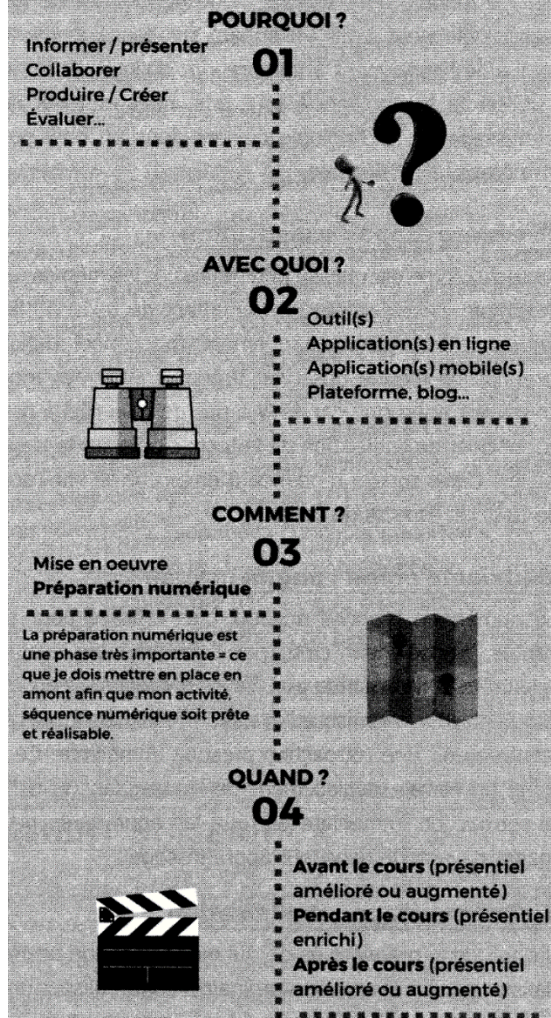 POURQUOI ?
01
Informer / présenter
Collaborer
Produire / Créer
Évaluer...
?
AVEC QUOI ?
02
Outil(s)
Application(s) en ligne
Application(s) mobile(s)
Plateforme, blog...
COMMENT ?
03
Mise en oeuvre
Préparation numérique
La préparation numérique est
une phase très importante = ce
que je dois mettre en place en
amont afin que mon activité,
séquence numérique soit prête
et réalisable.
QUAND ?
04
Avant le cours (présentiel
amélioré ou augmenté)
Pendant le cours (présentiel
enrichi)
Après le cours (présentiel
amélioré ou augmenté)